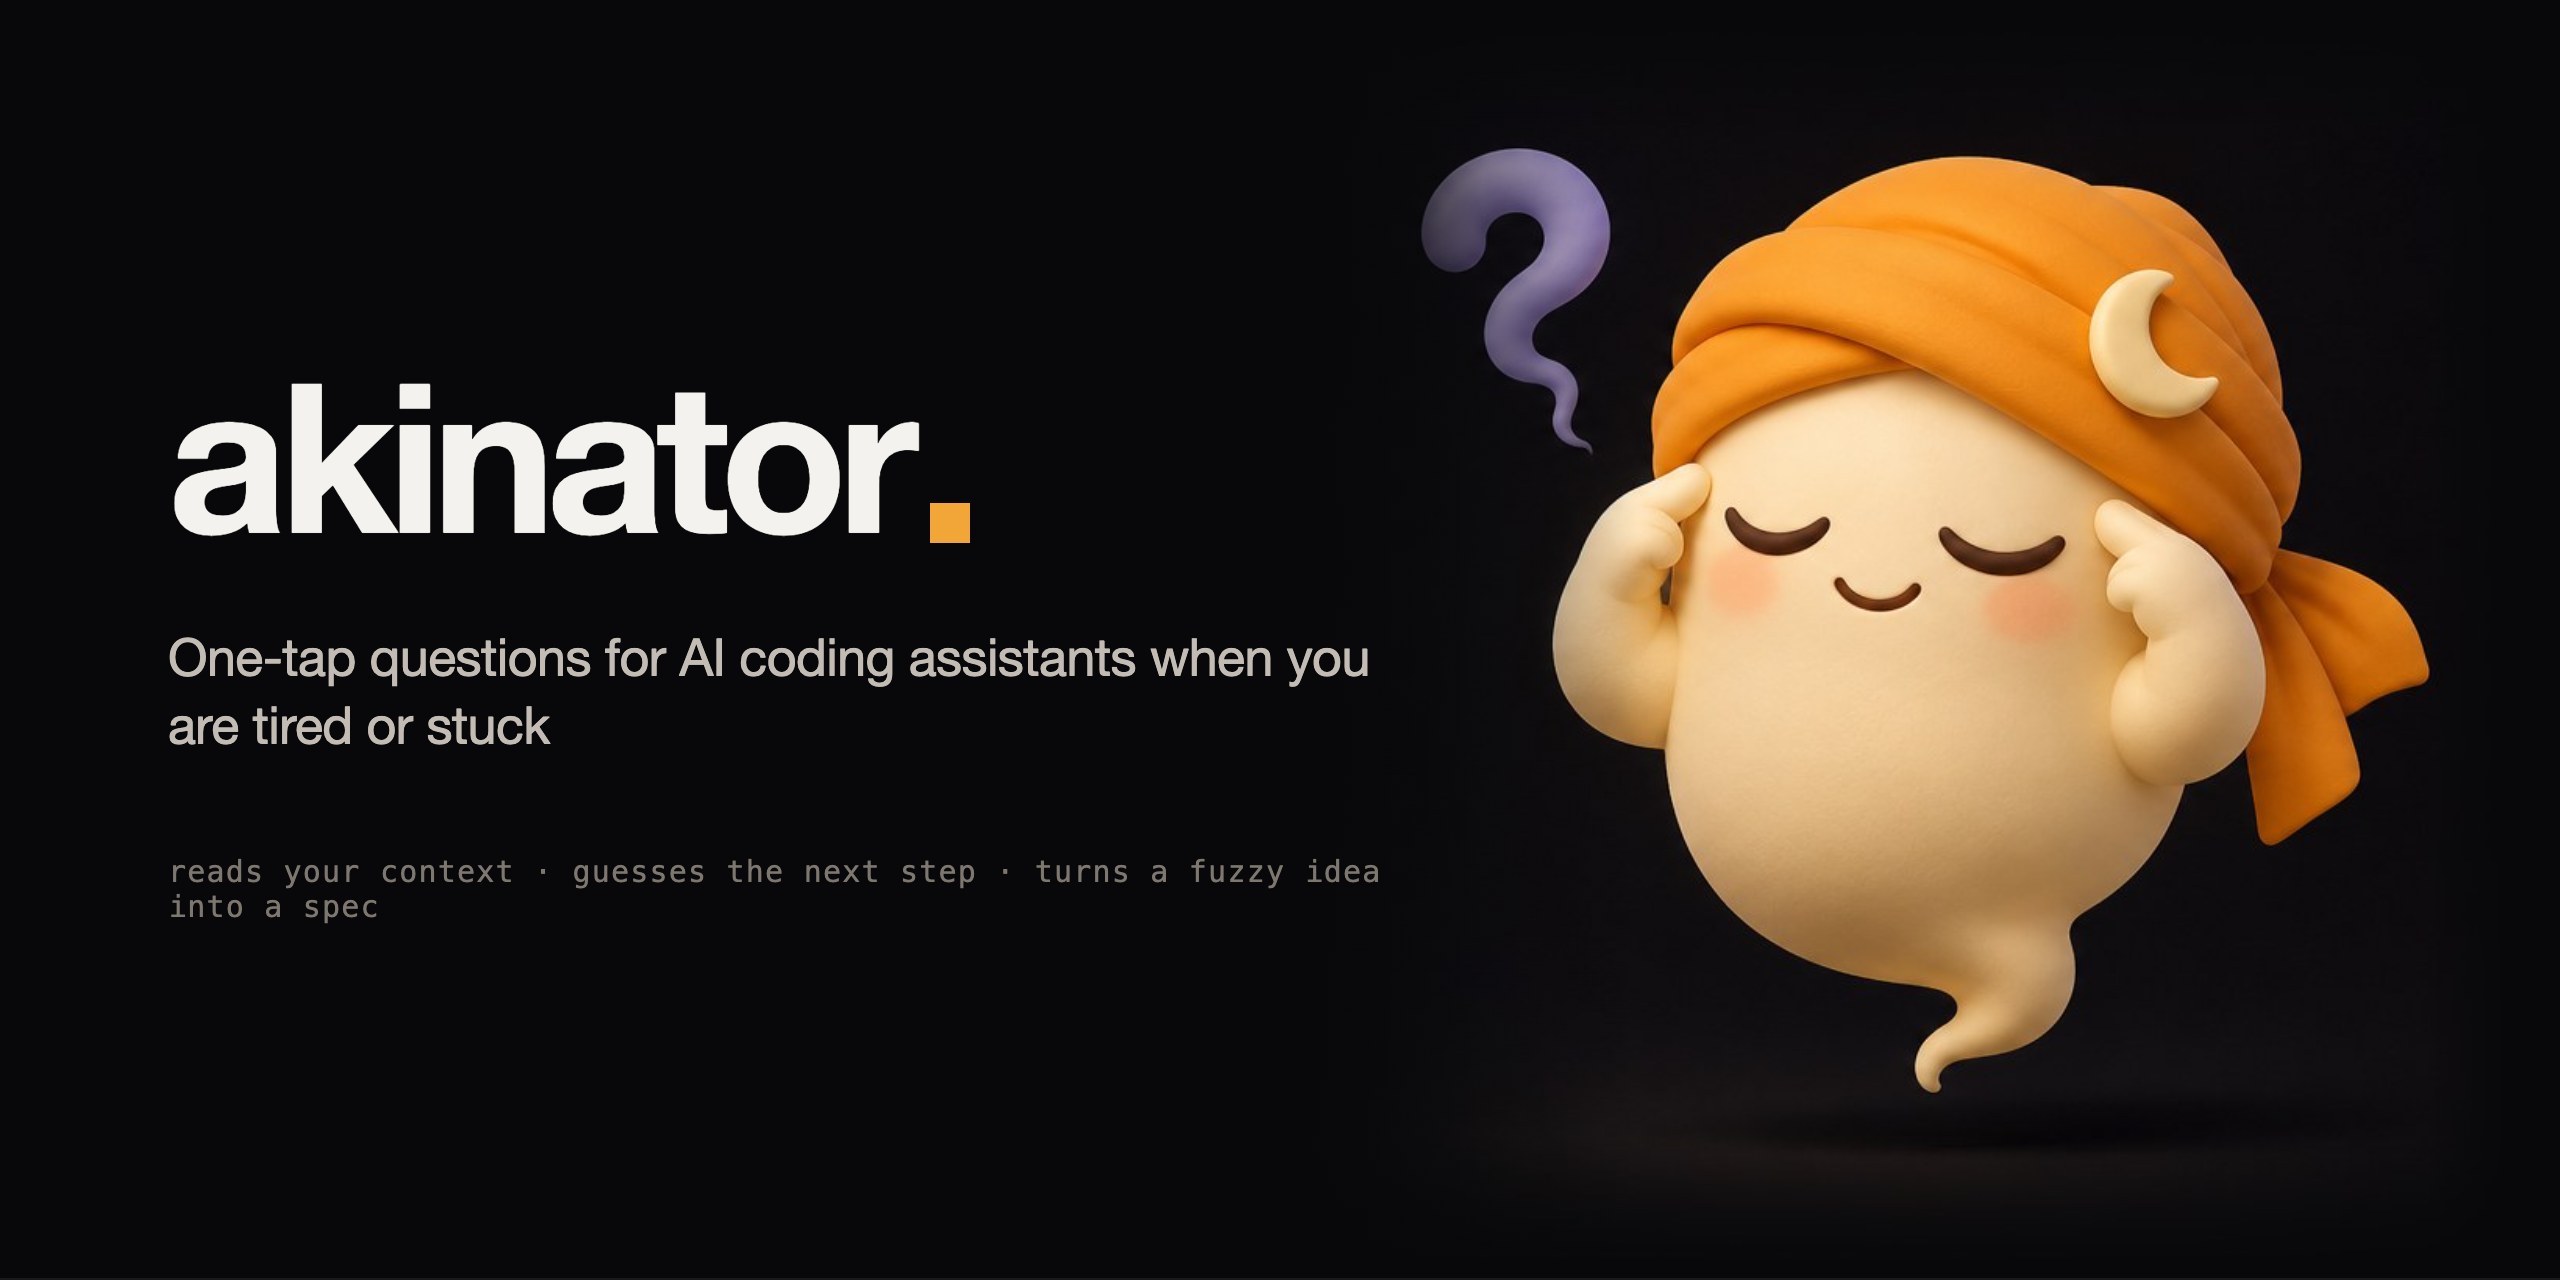 akinator.
One-tap questions for AI coding assistants when you
are tired or stuck
reads your context · guesses the next step · turns a fuzzy idea
into a spec